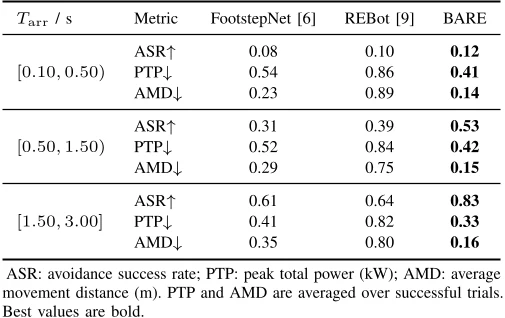 T_arr / s Metric FootstepNet [6] REBot [9] BARE
ASR↑ 0.08 0.10 0.12
[0.10, 0.50) PTP↓ 0.54 0.86 0.41
AMD↓ 0.23 0.89 0.14
ASR↑ 0.31 0.39 0.53
[0.50, 1.50) PTP↓ 0.52 0.84 0.42
AMD↓ 0.29 0.75 0.15
ASR↑ 0.61 0.64 0.83
[1.50, 3.00] PTP↓ 0.41 0.82 0.33
AMD↓ 0.35 0.80 0.16
ASR: avoidance success rate; PTP: peak total power (kW); AMD: average
movement distance (m). PTP and AMD are averaged over successful trials.
Best values are bold.